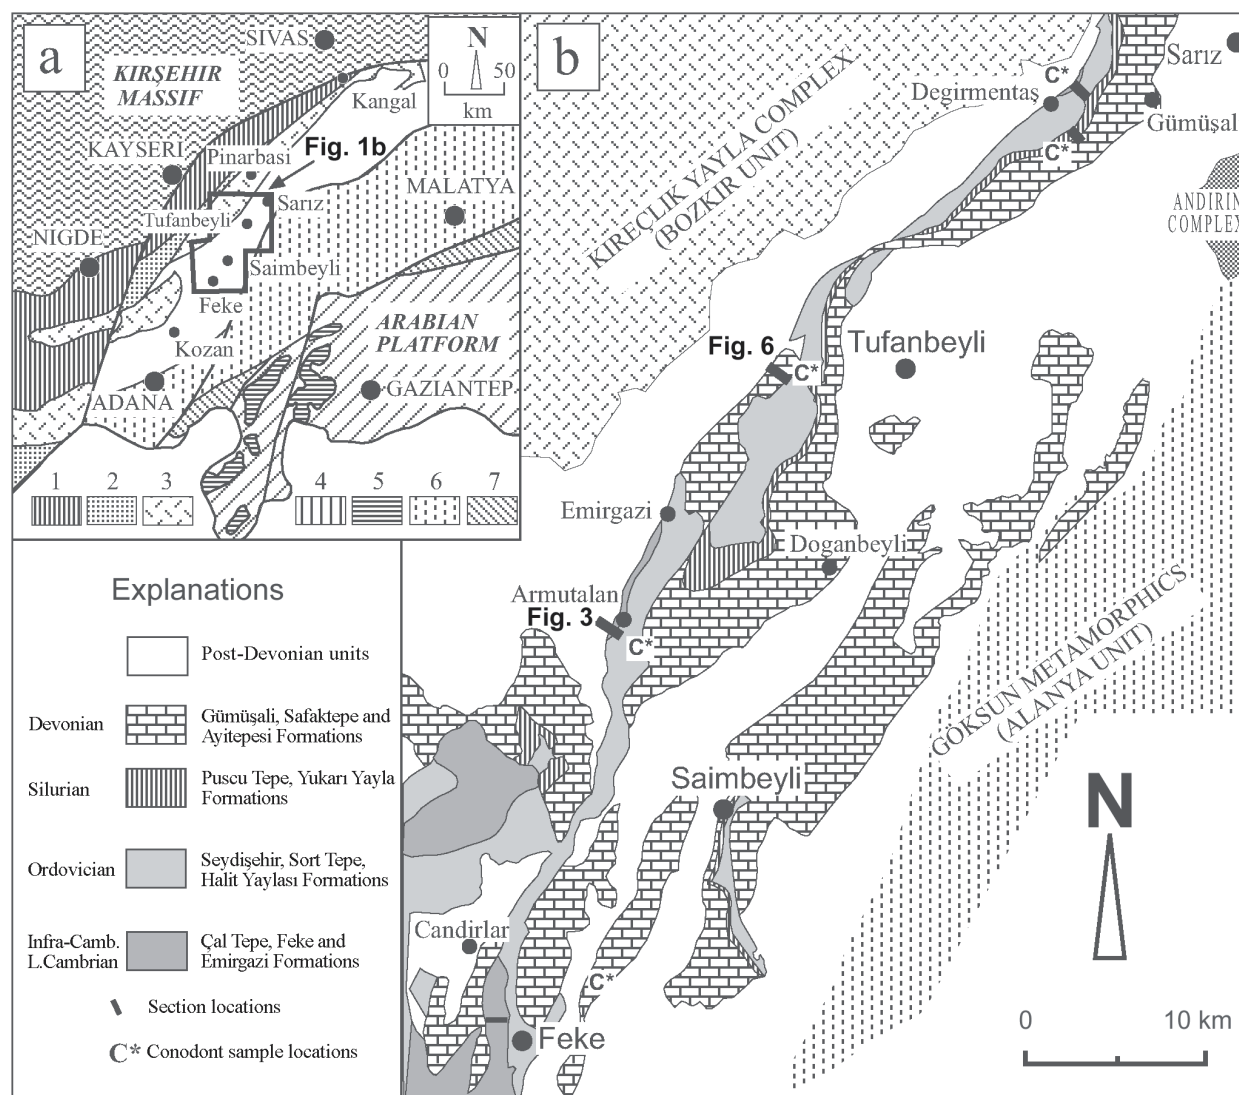 a
SIVAS
N
0 50
km
KIRŞEHIR
MASSIF
Kangal
KAYSERI
Pinarbasi
Fig. 1b
MALATYA
Tufanbeyli
Sarız
NIGDE
Saimbeyli
Feke
ARABIAN
PLATFORM
Kozan
ADANA
GAZIANTEP
1 2 3 4 5 6 7
b
KIREÇLIK YAYLA COMPLEX
(BOZKIR UNIT)
Sarız
C*
Degirmentaş
Gümüşali
C*
ANDIRIN
COMPLEX
Fig. 6
C*
Tufanbeyli
Emirgazi
Doganbeyli
Armutalan
Fig. 3
C*
GÖKSUN METAMORPHICS
(ALANYA UNIT)
Saimbeyli
Candirlar
C*
Feke
N
0 10 km
Explanations
Post-Devonian units
Devonian
Gümüşali, Safaktepe and
Ayitepesi Formations
Silurian
Puscu Tepe, Yukarı Yayla
Formations
Ordovician
Seydişehir, Sort Tepe,
Halit Yaylası Formations
Infra-Camb.
L.Cambrian
Çal Tepe, Feke and
Emirgazi Formations
Section locations
C* Conodont sample locations